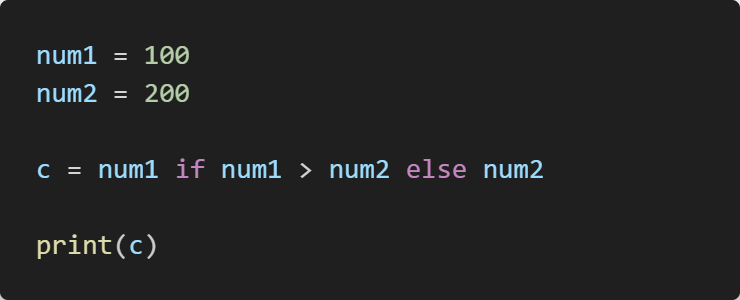 num1 = 100
num2 = 200
c = num1 if num1 > num2 else num2
print(c)